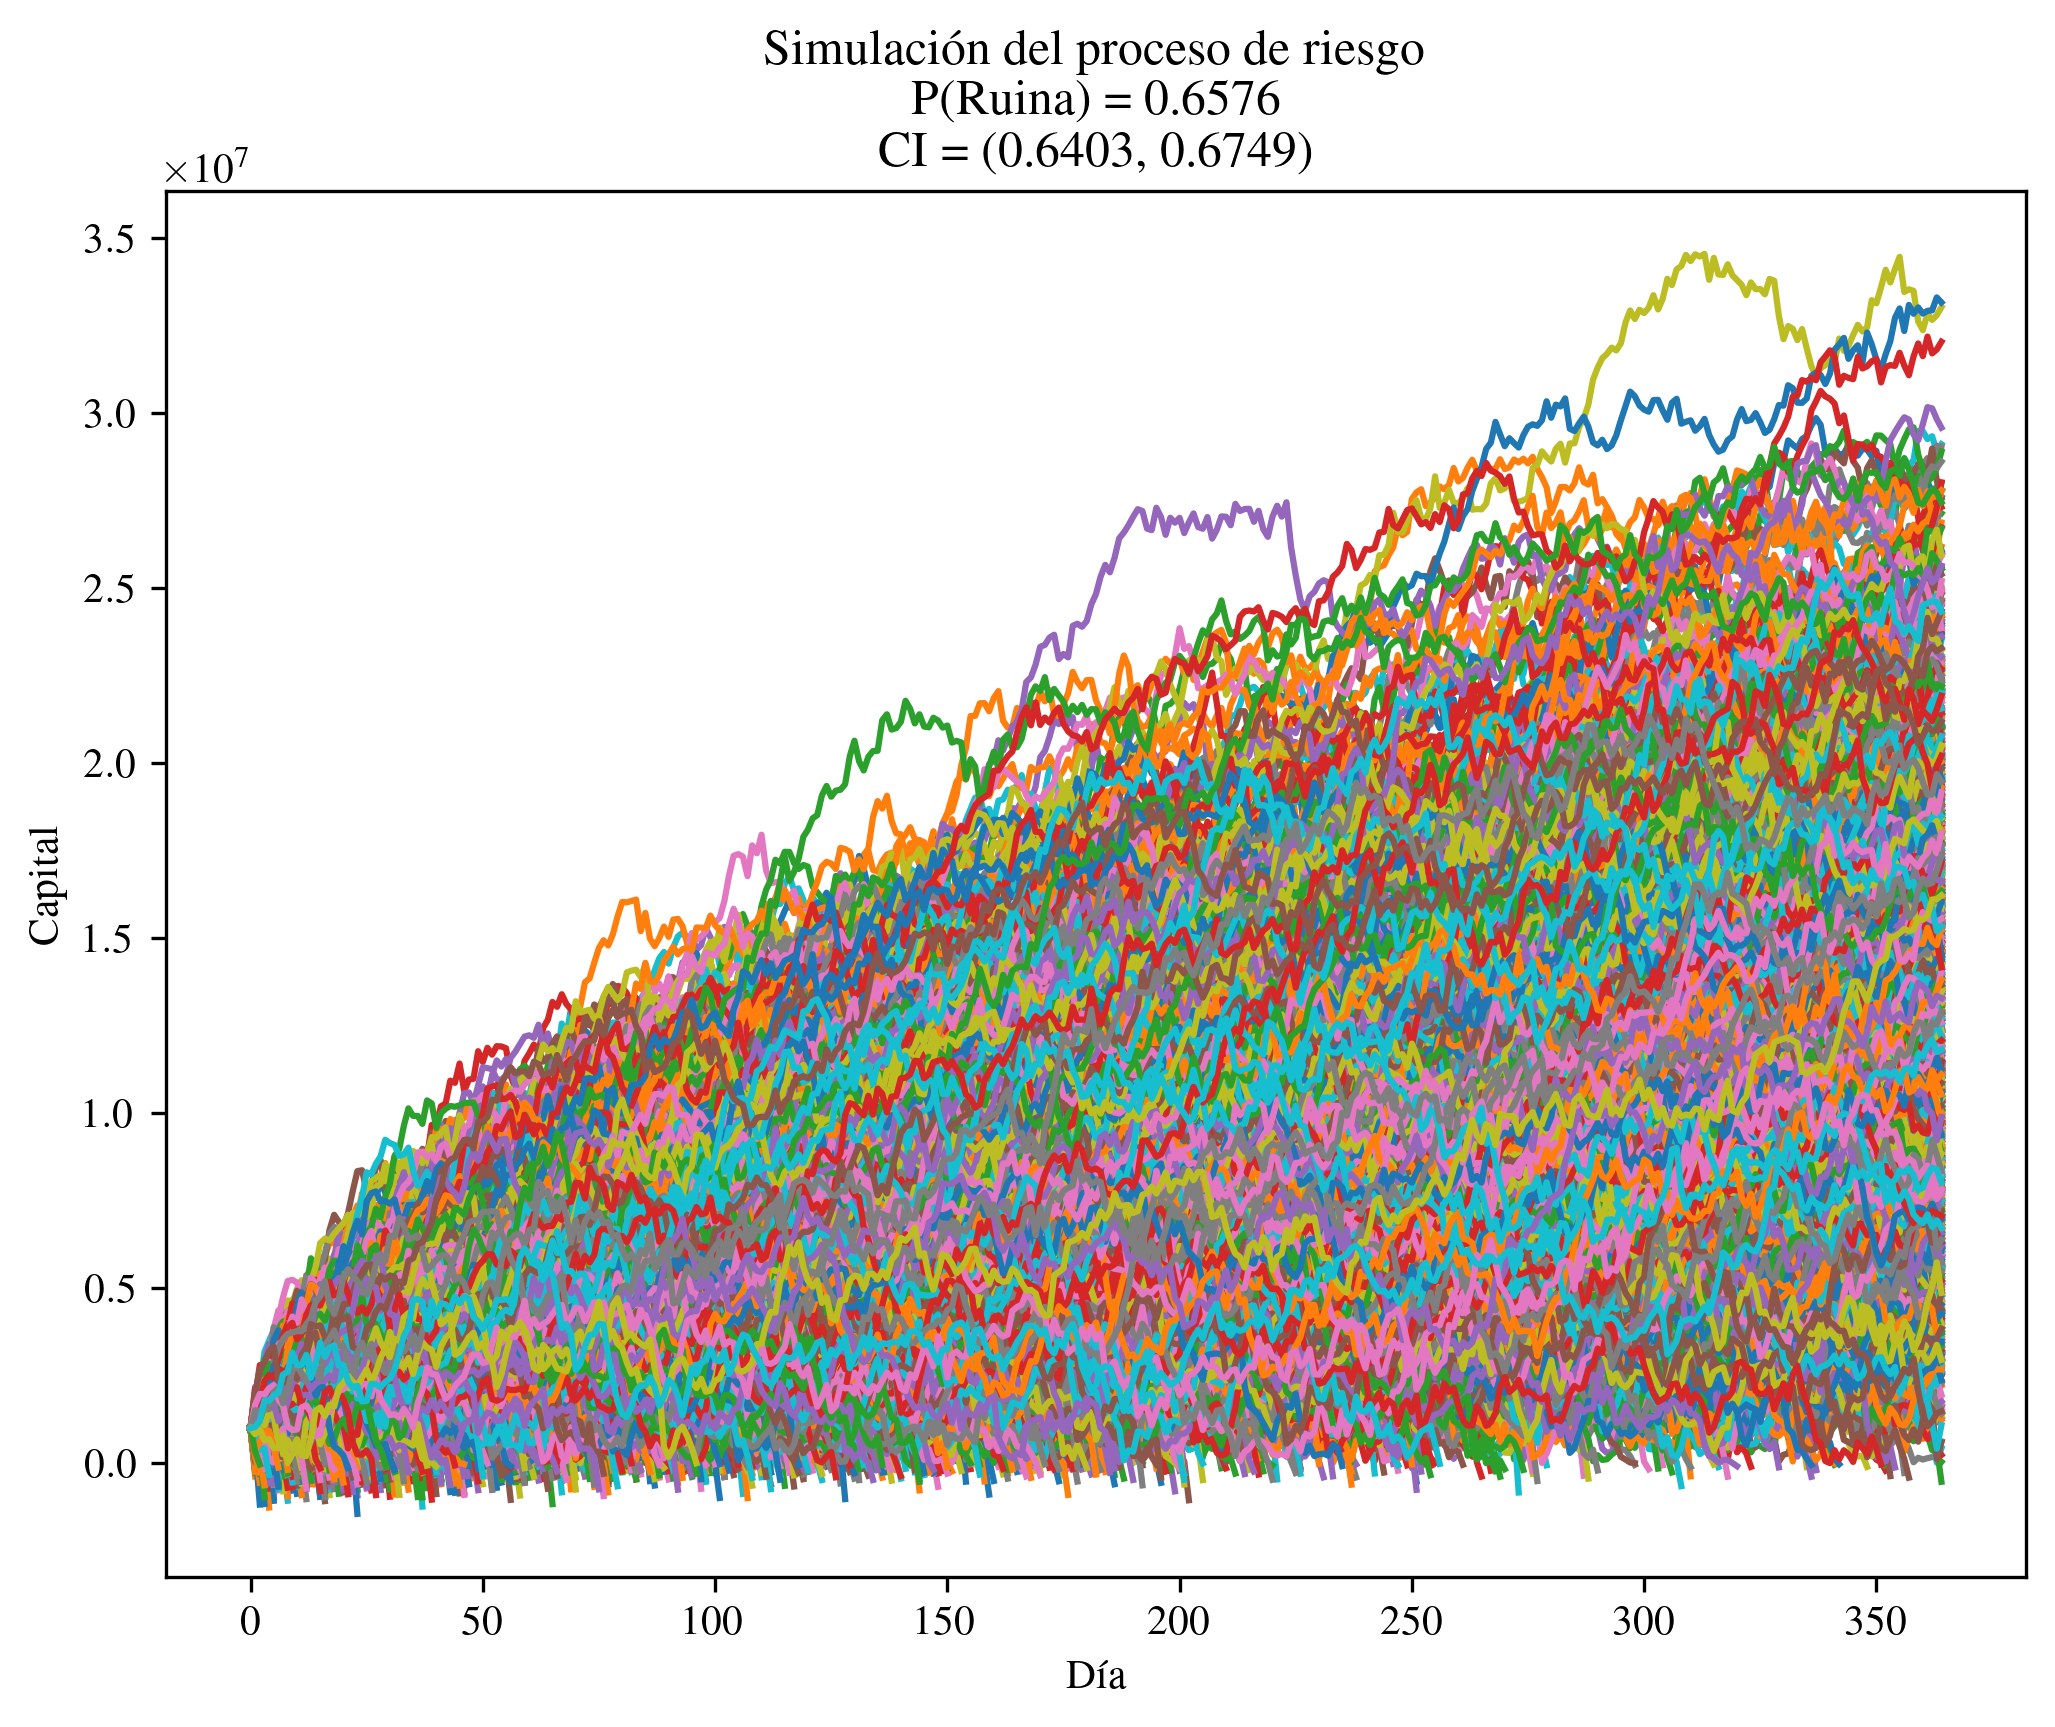 Simulación del proceso de riesgo
P(Ruina) = 0.6576
CI = (0.6403, 0.6749)
×10⁷
3.5
3.0
2.5
2.0
1.5
1.0
0.5
0.0
Capital
0 50 100 150 200 250 300 350
Día